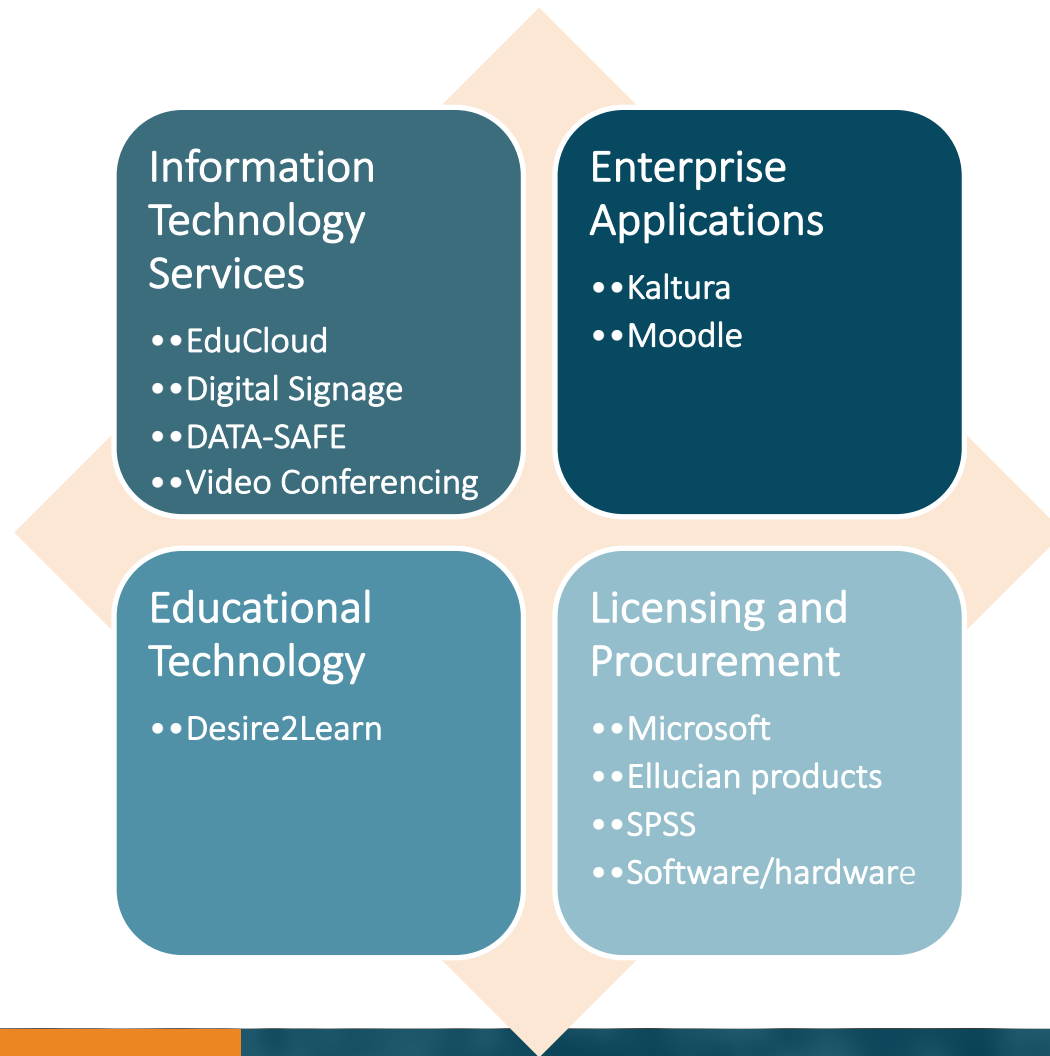 Information
Technology
Services
••EduCloud
••Digital Signage
••DATA-SAFE
••Video Conferencing
Enterprise
Applications
••Kaltura
••Moodle
Educational
Technology
••Desire2Learn
Licensing and
Procurement
••Microsoft
••Ellucian products
••SPSS
••Software/hardware